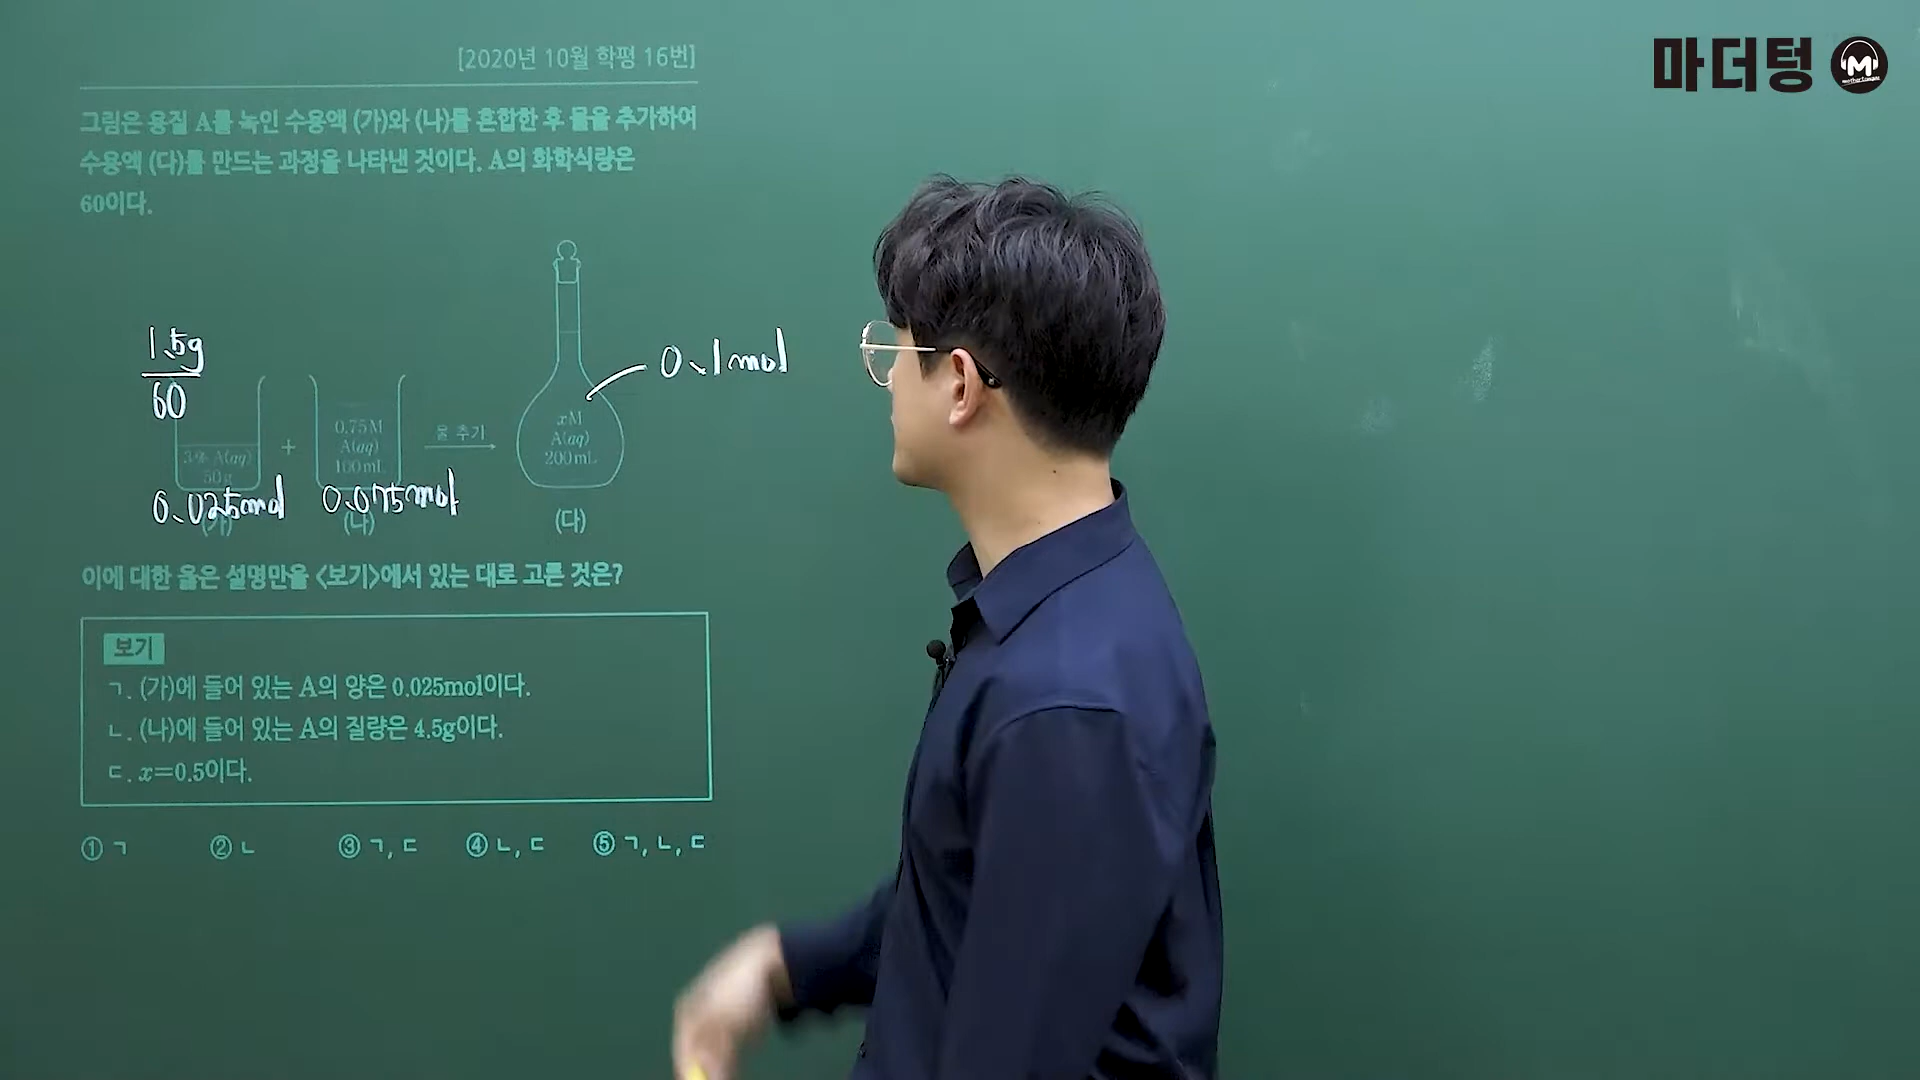 마더텅
M
[2020년 10월 학평 16번]
그림은 용질 A를 녹인 수용액 (가)와 (나)를 혼합한 후 물을 추가하여
수용액 (다)를 만드는 과정을 나타낸 것이다. A의 화학식량은
60이다.
1.5g
60
0.1mol
3% A(aq)
50g
+
0.75M
A(aq)
100mL
물 추가
xM
A(aq)
200mL
0.025mol
0.075mol
(가)
(나)
(다)
이에 대한 옳은 설명만을 <보기>에서 있는 대로 고른 것은?
보기
ㄱ. (가)에 들어 있는 A의 양은 0.025mol이다.
ㄴ. (나)에 들어 있는 A의 질량은 4.5g이다.
ㄷ. x=0.5이다.
① ㄱ ② ㄴ ③ ㄱ, ㄷ ④ ㄴ, ㄷ ⑤ ㄱ, ㄴ, ㄷ